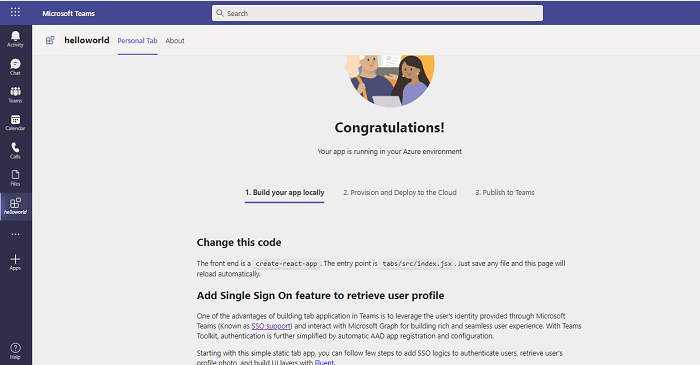 Microsoft Teams
Search
helloworld
Personal Tab
About
Activity
Chat
Teams
Calendar
Calls
Files
helloworld
Apps
Help
Congratulations!
Your app is running in your Azure environment
1. Build your app locally
2. Provision and Deploy to the Cloud
3. Publish to Teams
Change this code
The front end is a create-react-app. The entry point is tabs/src/index.jsx. Just save any file and this page will
reload automatically.
Add Single Sign On feature to retrieve user profile
One of the advantages of building tab application in Teams is to leverage the user's identity provided through Microsoft
Teams (Known as SSO support) and interact with Microsoft Graph for building rich and seamless user experience. With Teams
Toolkit, authentication is further simplified by automatic AAD app registration and configuration.
Starting with this simple static tab app, you can follow few steps to add SSO logics to authenticate users, retrieve user's
profile photo, and build UI layers with Fluent.